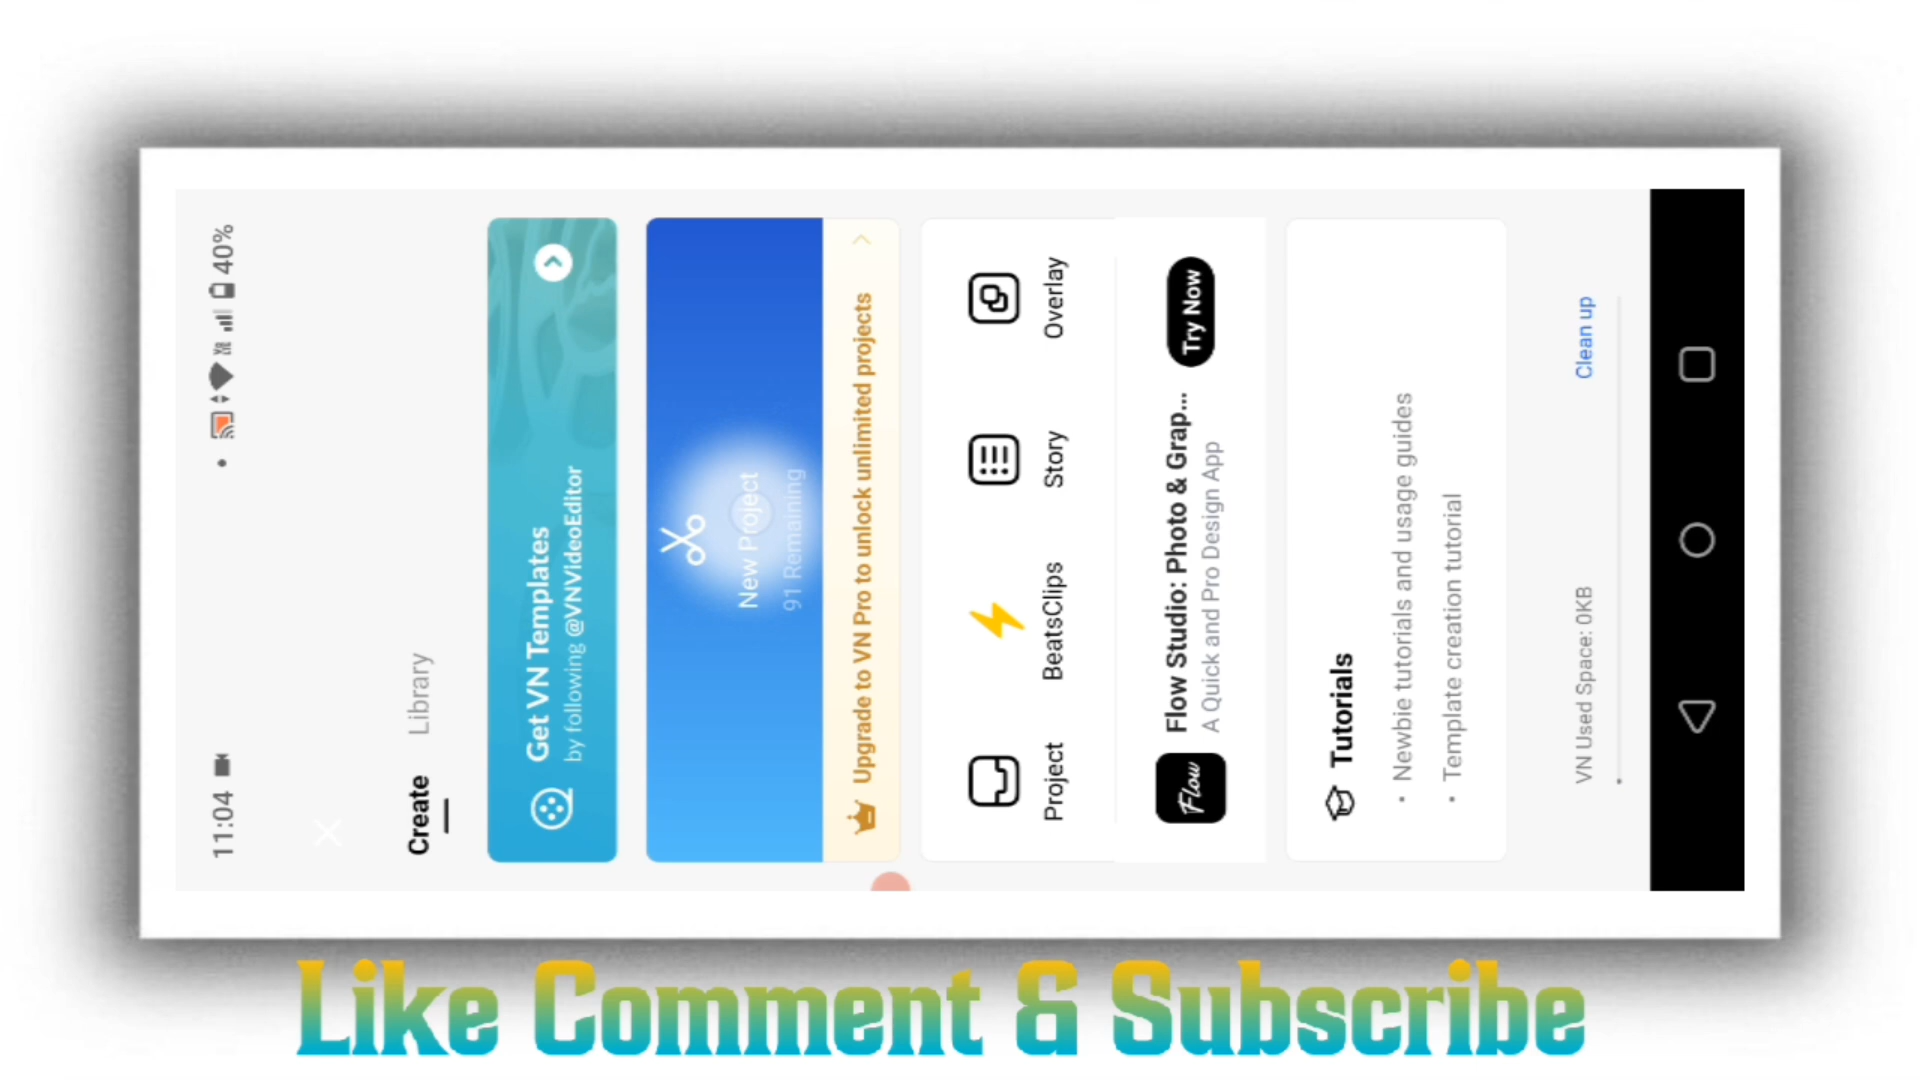 11:04
40%
Create
Library
Get VN Templates
by following @VNVideoEditor
New Project
91 Remaining
Upgrade to VN Pro to unlock unlimited projects
Project
BeatsClips
Story
Overlay
Flow
Flow Studio: Photo & Grap...
A Quick and Pro Design App
Try Now
Tutorials
• Newbie tutorials and usage guides
• Template creation tutorial
VN Used Space: 0KB
Clean up
Like Comment & Subscribe